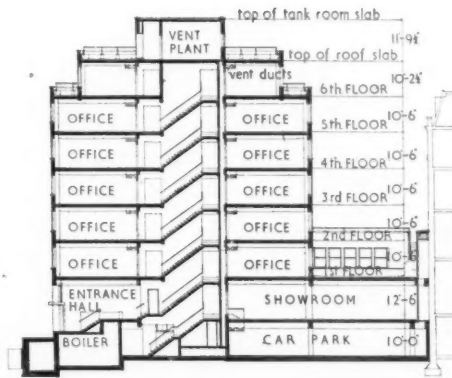 top of tank room slab
VENT PLANT
11-9¼"
top of roof slab
vent ducts
10-2¼"
6th FLOOR
OFFICE OFFICE 5th FLOOR 10-6"
OFFICE OFFICE 4th FLOOR 10-6"
OFFICE OFFICE 3rd FLOOR 10-6"
OFFICE 2nd FLOOR 10-6"
OFFICE
OFFICE OFFICE 1st FLOOR
ENTRANCE HALL
SHOWROOM 12-6"
BOILER
CAR PARK 10-0"